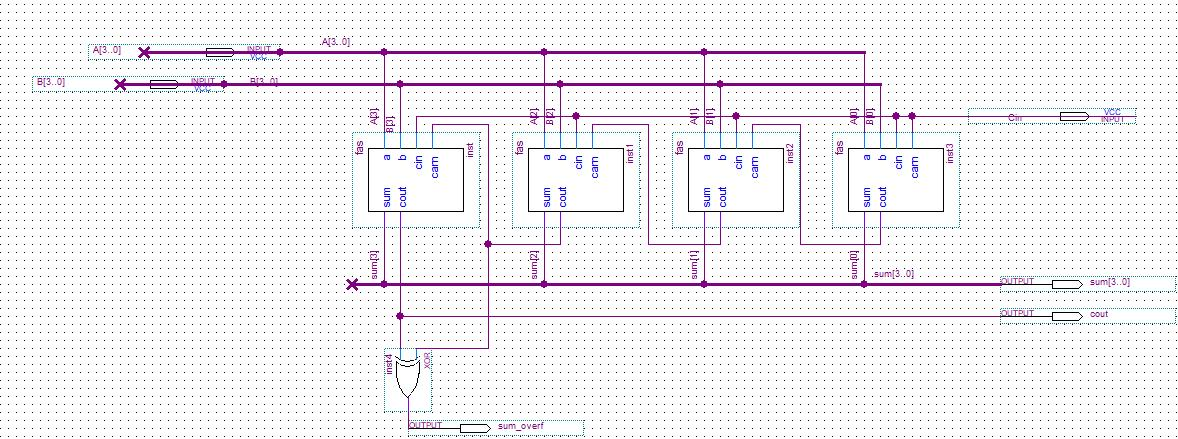 A[3..0]
A[3..0]
INPUT
VCC
B[3..0]
INPUT
VCC
B[3..0]
A[3]
B[3]
A[2]
B[2]
A[1]
B[1]
A[0]
B[0]
Cin
VCC
INPUT
fas
a
b
cin
cam
sum
cout
inst
fas
a
b
cin
cam
sum
cout
inst1
fas
a
b
cin
cam
sum
cout
inst2
fas
a
b
cin
cam
sum
cout
inst3
sum[3]
sum[2]
sum[1]
sum[0]
sum[3..0]
OUTPUT
sum[3..0]
OUTPUT
cout
inst4
XOR
OUTPUT
sum_overf